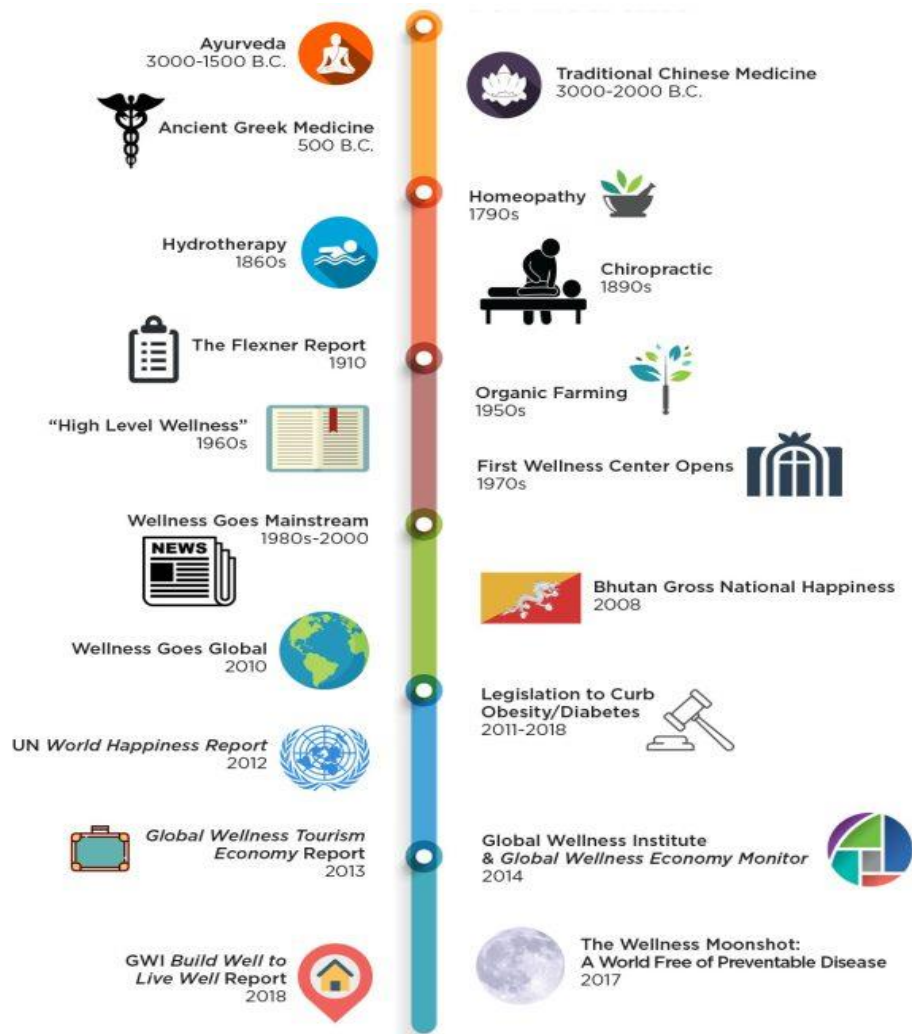 Ayurveda
3000-1500 B.C.
Traditional Chinese Medicine
3000-2000 B.C.
Ancient Greek Medicine
500 B.C.
Homeopathy
1790s
Hydrotherapy
1860s
Chiropractic
1890s
The Flexner Report
1910
Organic Farming
1950s
“High Level Wellness”
1960s
First Wellness Center Opens
1970s
Wellness Goes Mainstream
1980s-2000
NEWS
Bhutan Gross National Happiness
2008
Wellness Goes Global
2010
Legislation to Curb
Obesity/Diabetes
2011-2018
UN World Happiness Report
2012
Global Wellness Tourism
Economy Report
2013
Global Wellness Institute
& Global Wellness Economy Monitor
2014
The Wellness Moonshot:
A World Free of Preventable Disease
2017
GWI Build Well to
Live Well Report
2018